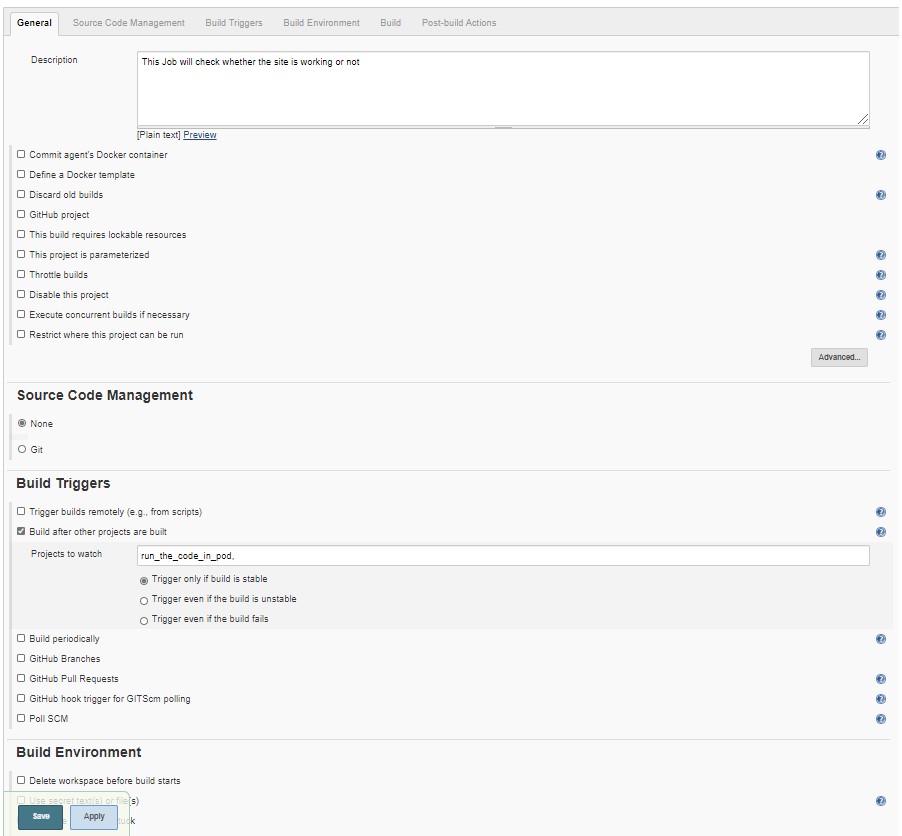 General Source Code Management Build Triggers Build Environment Build Post-build Actions
Description
This Job will check whether the site is working or not
[Plain text] Preview
Commit agent's Docker container
Define a Docker template
Discard old builds
GitHub project
This build requires lockable resources
This project is parameterized
Throttle builds
Disable this project
Execute concurrent builds if necessary
Restrict where this project can be run
Advanced...
Source Code Management
None
Git
Build Triggers
Trigger builds remotely (e.g., from scripts)
Build after other projects are built
Projects to watch
run_the_code_in_pod,
Trigger only if build is stable
Trigger even if the build is unstable
Trigger even if the build fails
Build periodically
GitHub Branches
GitHub Pull Requests
GitHub hook trigger for GITScm polling
Poll SCM
Build Environment
Delete workspace before build starts
Use secret text(s) or file(s)
Save Apply